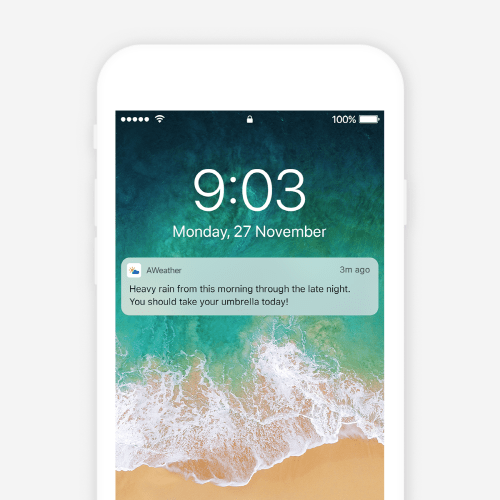 100%
9:03
Monday, 27 November
AWeather 3m ago
Heavy rain from this morning through the late night.
You should take your umbrella today!